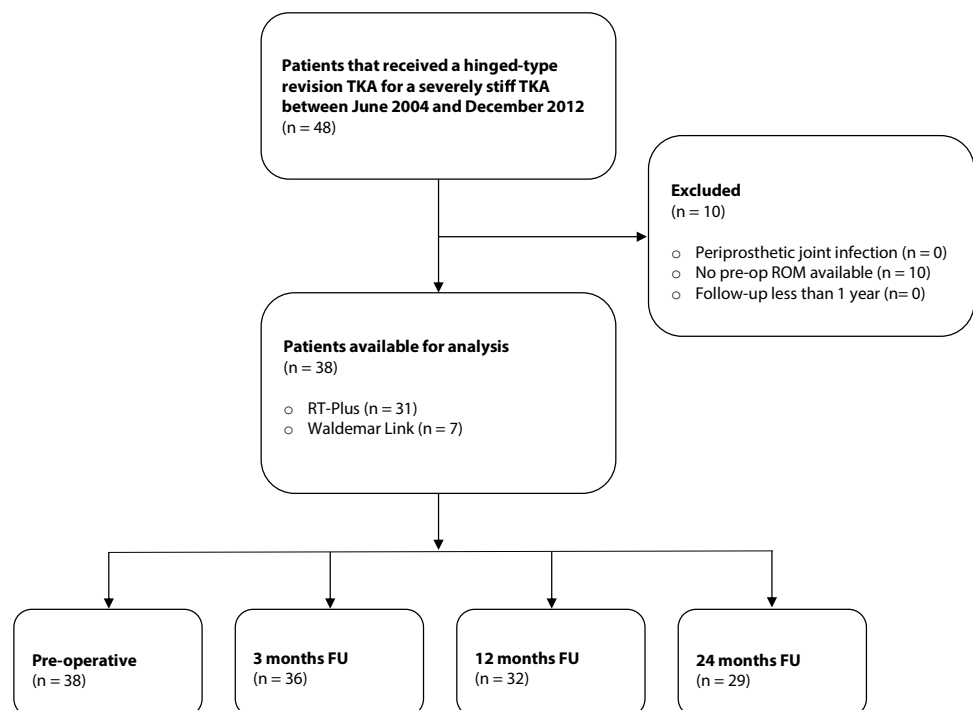 Patients that received a hinged-type
revision TKA for a severely stiff TKA
between June 2004 and December 2012
(n = 48)
Excluded
(n = 10)
○ Periprosthetic joint infection (n = 0)
○ No pre-op ROM available (n = 10)
○ Follow-up less than 1 year (n= 0)
Patients available for analysis
(n = 38)
○ RT-Plus (n = 31)
○ Waldemar Link (n = 7)
Pre-operative
(n = 38)
3 months FU
(n = 36)
12 months FU
(n = 32)
24 months FU
(n = 29)